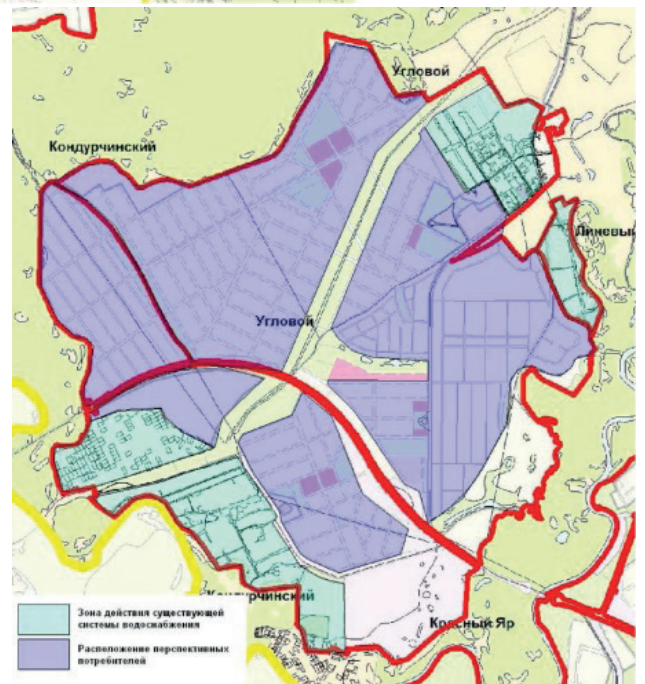 Угловой
Кондурчинский
Линевый
Угловой
Кондурчинский
Красный Яр
Зона действия существующей
системы водоснабжения
Расположение перспективных
потребителей